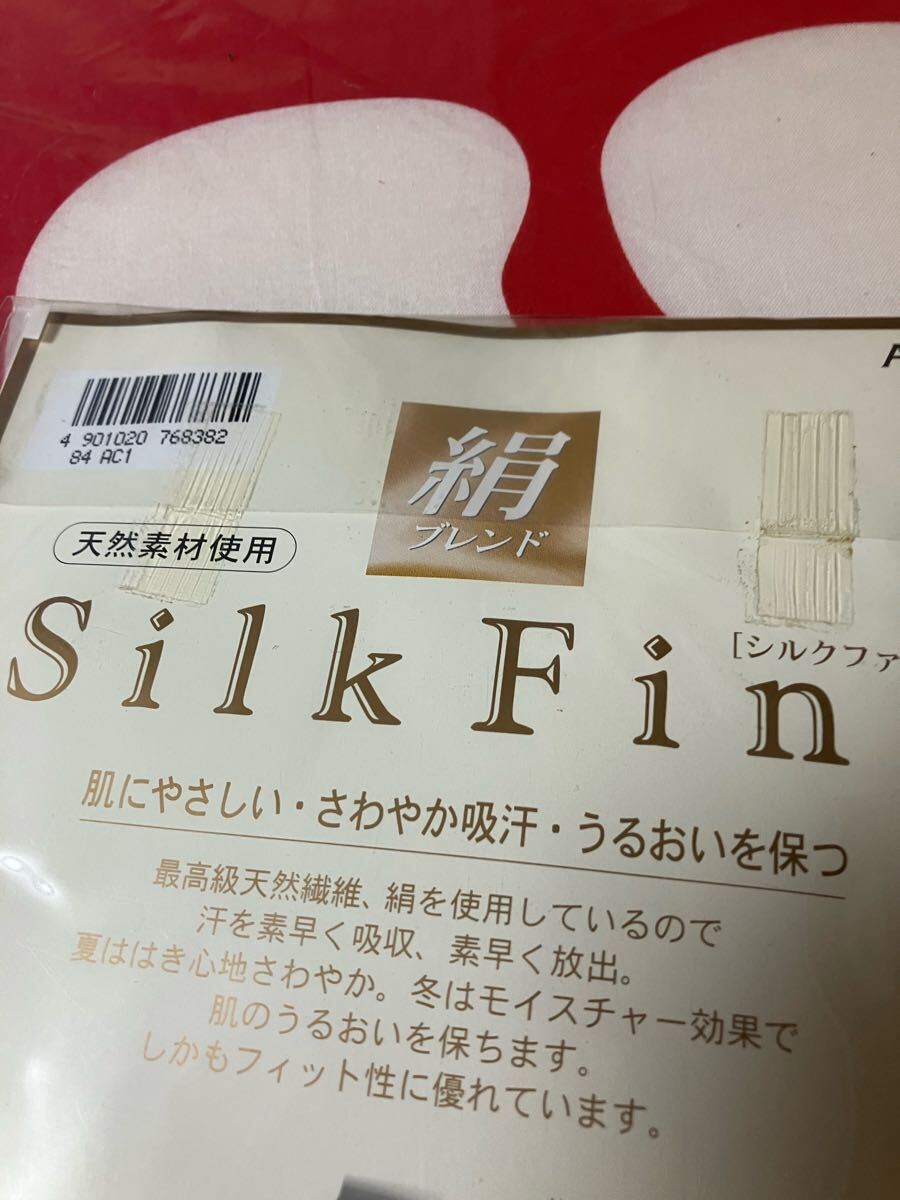 A
4 901020 768382
84 AC1
絹
ブレンド
天然素材使用
[シルクファ
Silk Fin
肌にやさしい・さわやか吸汗・うるおいを保つ
最高級天然繊維、絹を使用しているので
汗を素早く吸収、素早く放出。
夏ははき心地さわやか。冬はモイスチャー効果で
肌のうるおいを保ちます。
しかもフィット性に優れています。